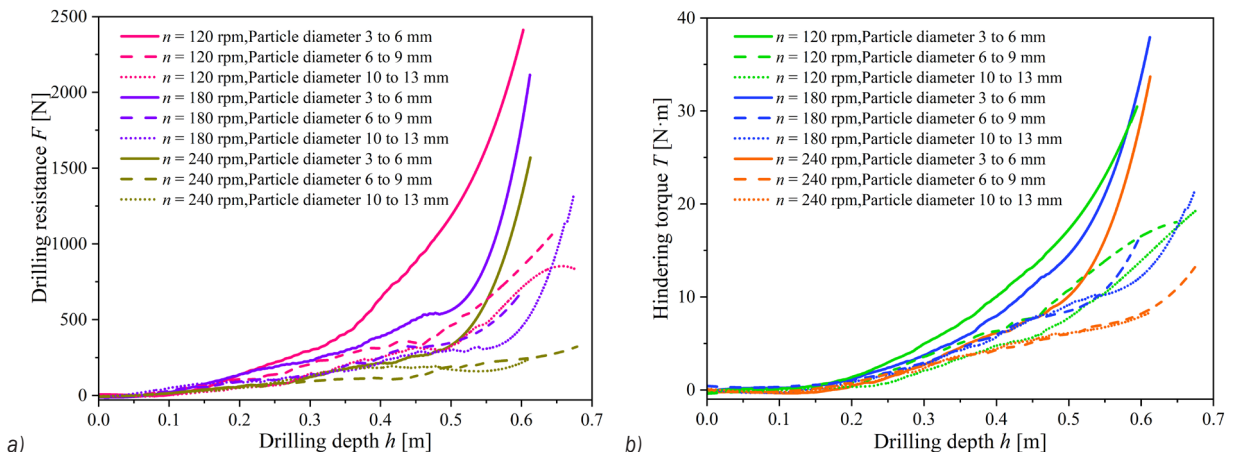 2500
2000
1500
1000
500
0
Drilling resistance F [N]
n = 120 rpm,Particle diameter 3 to 6 mm
n = 120 rpm,Particle diameter 6 to 9 mm
n = 120 rpm,Particle diameter 10 to 13 mm
n = 180 rpm,Particle diameter 3 to 6 mm
n = 180 rpm,Particle diameter 6 to 9 mm
n = 180 rpm,Particle diameter 10 to 13 mm
n = 240 rpm,Particle diameter 3 to 6 mm
n = 240 rpm,Particle diameter 6 to 9 mm
n = 240 rpm,Particle diameter 10 to 13 mm
0.0 0.1 0.2 0.3 0.4 0.5 0.6 0.7
Drilling depth h [m]
a)
40
30
20
10
0
Hindering torque T [N·m]
n = 120 rpm,Particle diameter 3 to 6 mm
n = 120 rpm,Particle diameter 6 to 9 mm
n = 120 rpm,Particle diameter 10 to 13 mm
n = 180 rpm,Particle diameter 3 to 6 mm
n = 180 rpm,Particle diameter 6 to 9 mm
n = 180 rpm,Particle diameter 10 to 13 mm
n = 240 rpm,Particle diameter 3 to 6 mm
n = 240 rpm,Particle diameter 6 to 9 mm
n = 240 rpm,Particle diameter 10 to 13 mm
0.0 0.1 0.2 0.3 0.4 0.5 0.6 0.7
Drilling depth h [m]
b)